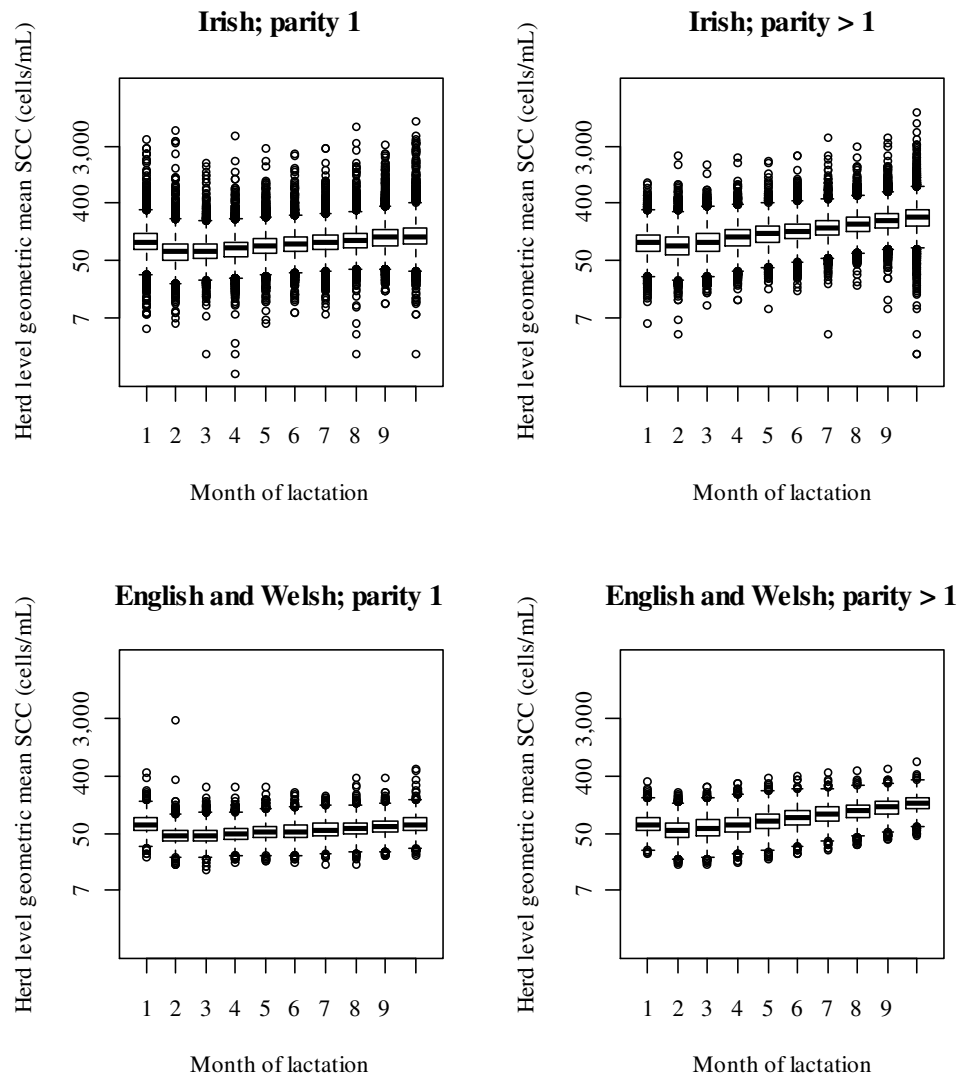 Irish; parity 1
Herd level geometric mean SCC (cells/mL)
3,000
400
50
7
1 2 3 4 5 6 7 8 9
Month of lactation
Irish; parity > 1
Herd level geometric mean SCC (cells/mL)
3,000
400
50
7
1 2 3 4 5 6 7 8 9
Month of lactation
English and Welsh; parity 1
Herd level geometric mean SCC (cells/mL)
3,000
400
50
7
1 2 3 4 5 6 7 8 9
Month of lactation
English and Welsh; parity > 1
Herd level geometric mean SCC (cells/mL)
3,000
400
50
7
1 2 3 4 5 6 7 8 9
Month of lactation